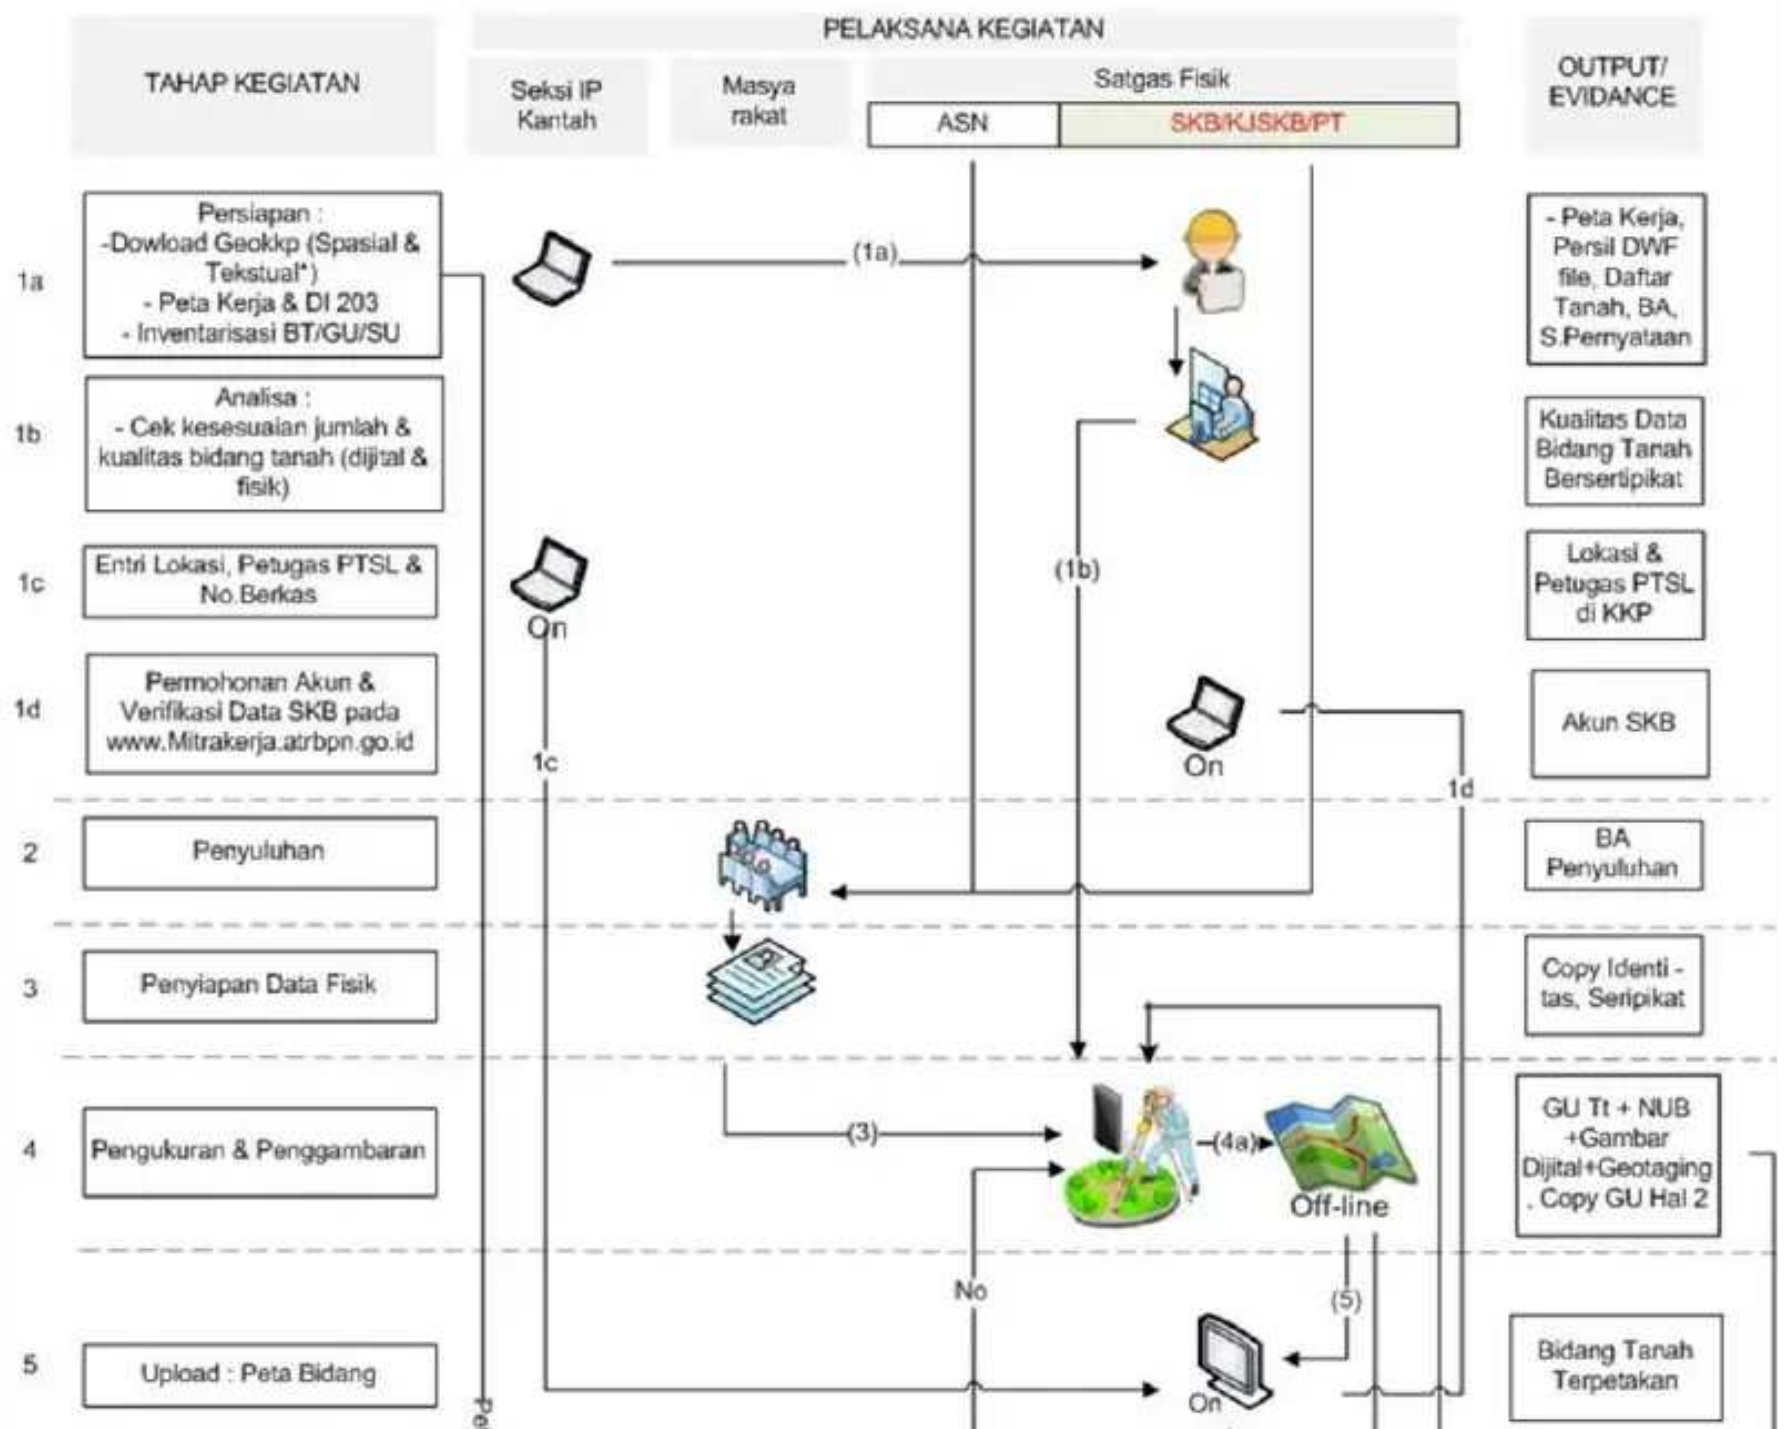 PELAKSANA KEGIATAN
TAHAP KEGIATAN
Seksi IP
Kantah
Masya
rakat
Satgas Fisik
ASN
SKB/KJSKB/PT
OUTPUT/
EVIDANCE
1a
Persiapan :
-Dowload Geokkp (Spasial &
Tekstual*)
- Peta Kerja & DI 203
- Inventarisasi BT/GU/SU
(1a)
- Peta Kerja,
Persil DWF
file, Daftar
Tanah, BA,
S.Pernyataan
1b
Analisa :
- Cek kesesuaian jumlah &
kualitas bidang tanah (dijital &
fisik)
(1b)
Kualitas Data
Bidang Tanah
Bersertipikat
1c
Entri Lokasi, Petugas PTSL &
No.Berkas
On
Lokasi &
Petugas PTSL
di KKP
1d
Permohonan Akun &
Verifikasi Data SKB pada
www.Mitrakerja.atrbpn.go.id
1c
On
1d
Akun SKB
2
Penyuluhan
BA
Penyuluhan
3
Penyiapan Data Fisik
Copy Identi -
tas, Seripikat
4
Pengukuran & Penggambaran
(3)
(4a)
Off-line
GU Tt + NUB
+Gambar
Dijital+Geotaging
. Copy GU Hal 2
No
(5)
5
Upload : Peta Bidang
On
Bidang Tanah
Terpetakan